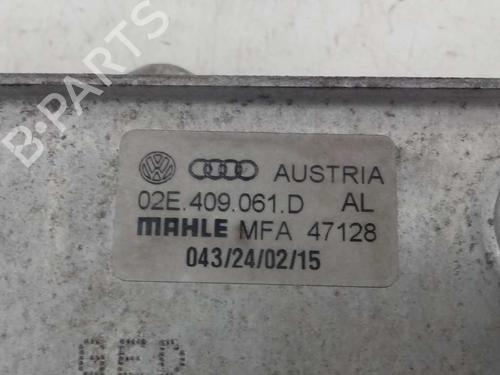 B-PARTS
AUSTRIA
02E.409.061.D AL
MAHLE MFA 47128
043/24/02/15